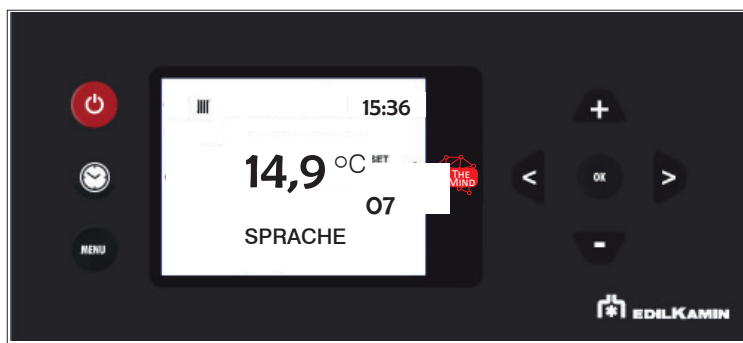 15:36
14,9 °C SET
THE MIND
07
SPRACHE
MENU
OK
< >
+
-
EDILKAMIN